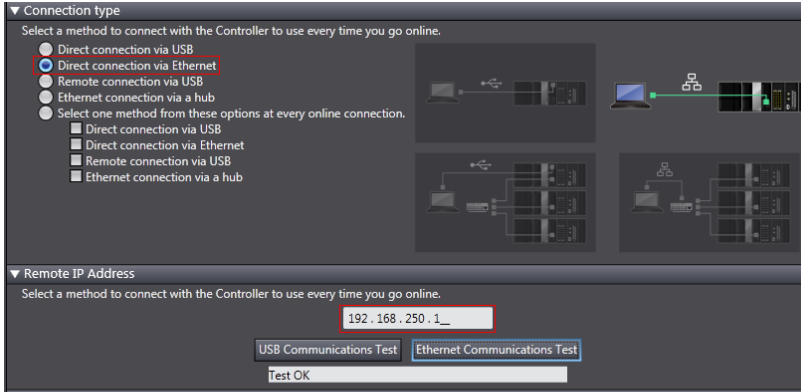 Connection type
Select a method to connect with the Controller to use every time you go online.
Direct connection via USB
Direct connection via Ethernet
Remote connection via USB
Ethernet connection via a hub
Select one method from these options at every online connection.
Direct connection via USB
Direct connection via Ethernet
Remote connection via USB
Ethernet connection via a hub
Remote IP Address
Select a method to connect with the Controller to use every time you go online.
192.168.250.1__
USB Communications Test Ethernet Communications Test
Test OK